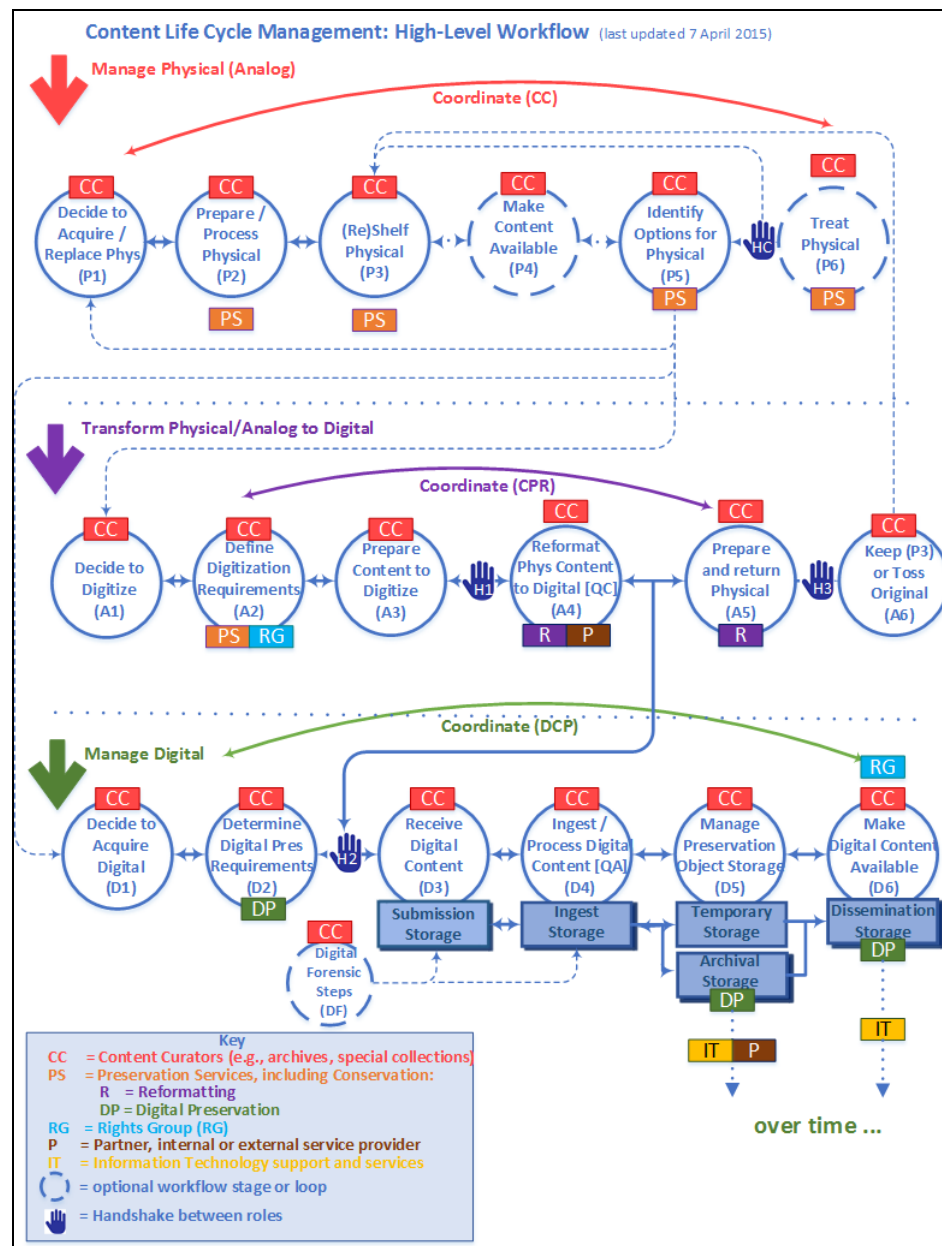 Content Life Cycle Management: High-Level Workflow (last updated 7 April 2015)
Manage Physical (Analog)
Coordinate (CC)
CC
Decide to
Acquire /
Replace Phys
(P1)
CC
Prepare /
Process
Physical
(P2)
PS
CC
(Re)Shelf
Physical
(P3)
PS
CC
Make
Content
Available
(P4)
CC
Identify
Options for
Physical
(P5)
PS
HC
CC
Treat
Physical
(P6)
PS
Transform Physical/Analog to Digital
Coordinate (CPR)
CC
Decide to
Digitize
(A1)
CC
Define
Digitization
Requirements
(A2)
PS RG
CC
Prepare
Content to
Digitize
(A3)
H1
CC
Reformat
Phys Content
to Digital [QC]
(A4)
R P
CC
Prepare
and return
Physical
(A5)
R
H3
CC
Keep (P3)
or Toss
Original
(A6)
Manage Digital
Coordinate (DCP)
CC
Decide to
Acquire
Digital
(D1)
CC
Determine
Digital Pres
Requirements
(D2)
DP
H2
CC
Receive
Digital
Content
(D3)
Submission
Storage
CC
Ingest /
Process Digital
Content [QA]
(D4)
Ingest Storage
CC
Manage
Preservation
Object Storage
(D5)
Temporary
Storage
Archival
Storage
DP
IT P
RG
CC
Make
Digital Content
Available
(D6)
Dissemination
Storage
DP
IT
CC
Digital
Forensic
Steps
(DF)
over time ...
Key
CC = Content Curators (e.g., archives, special collections)
PS = Preservation Services, including Conservation:
R = Reformatting
DP = Digital Preservation
RG = Rights Group (RG)
P = Partner, internal or external service provider
IT = Information Technology support and services
= optional workflow stage or loop
= Handshake between roles